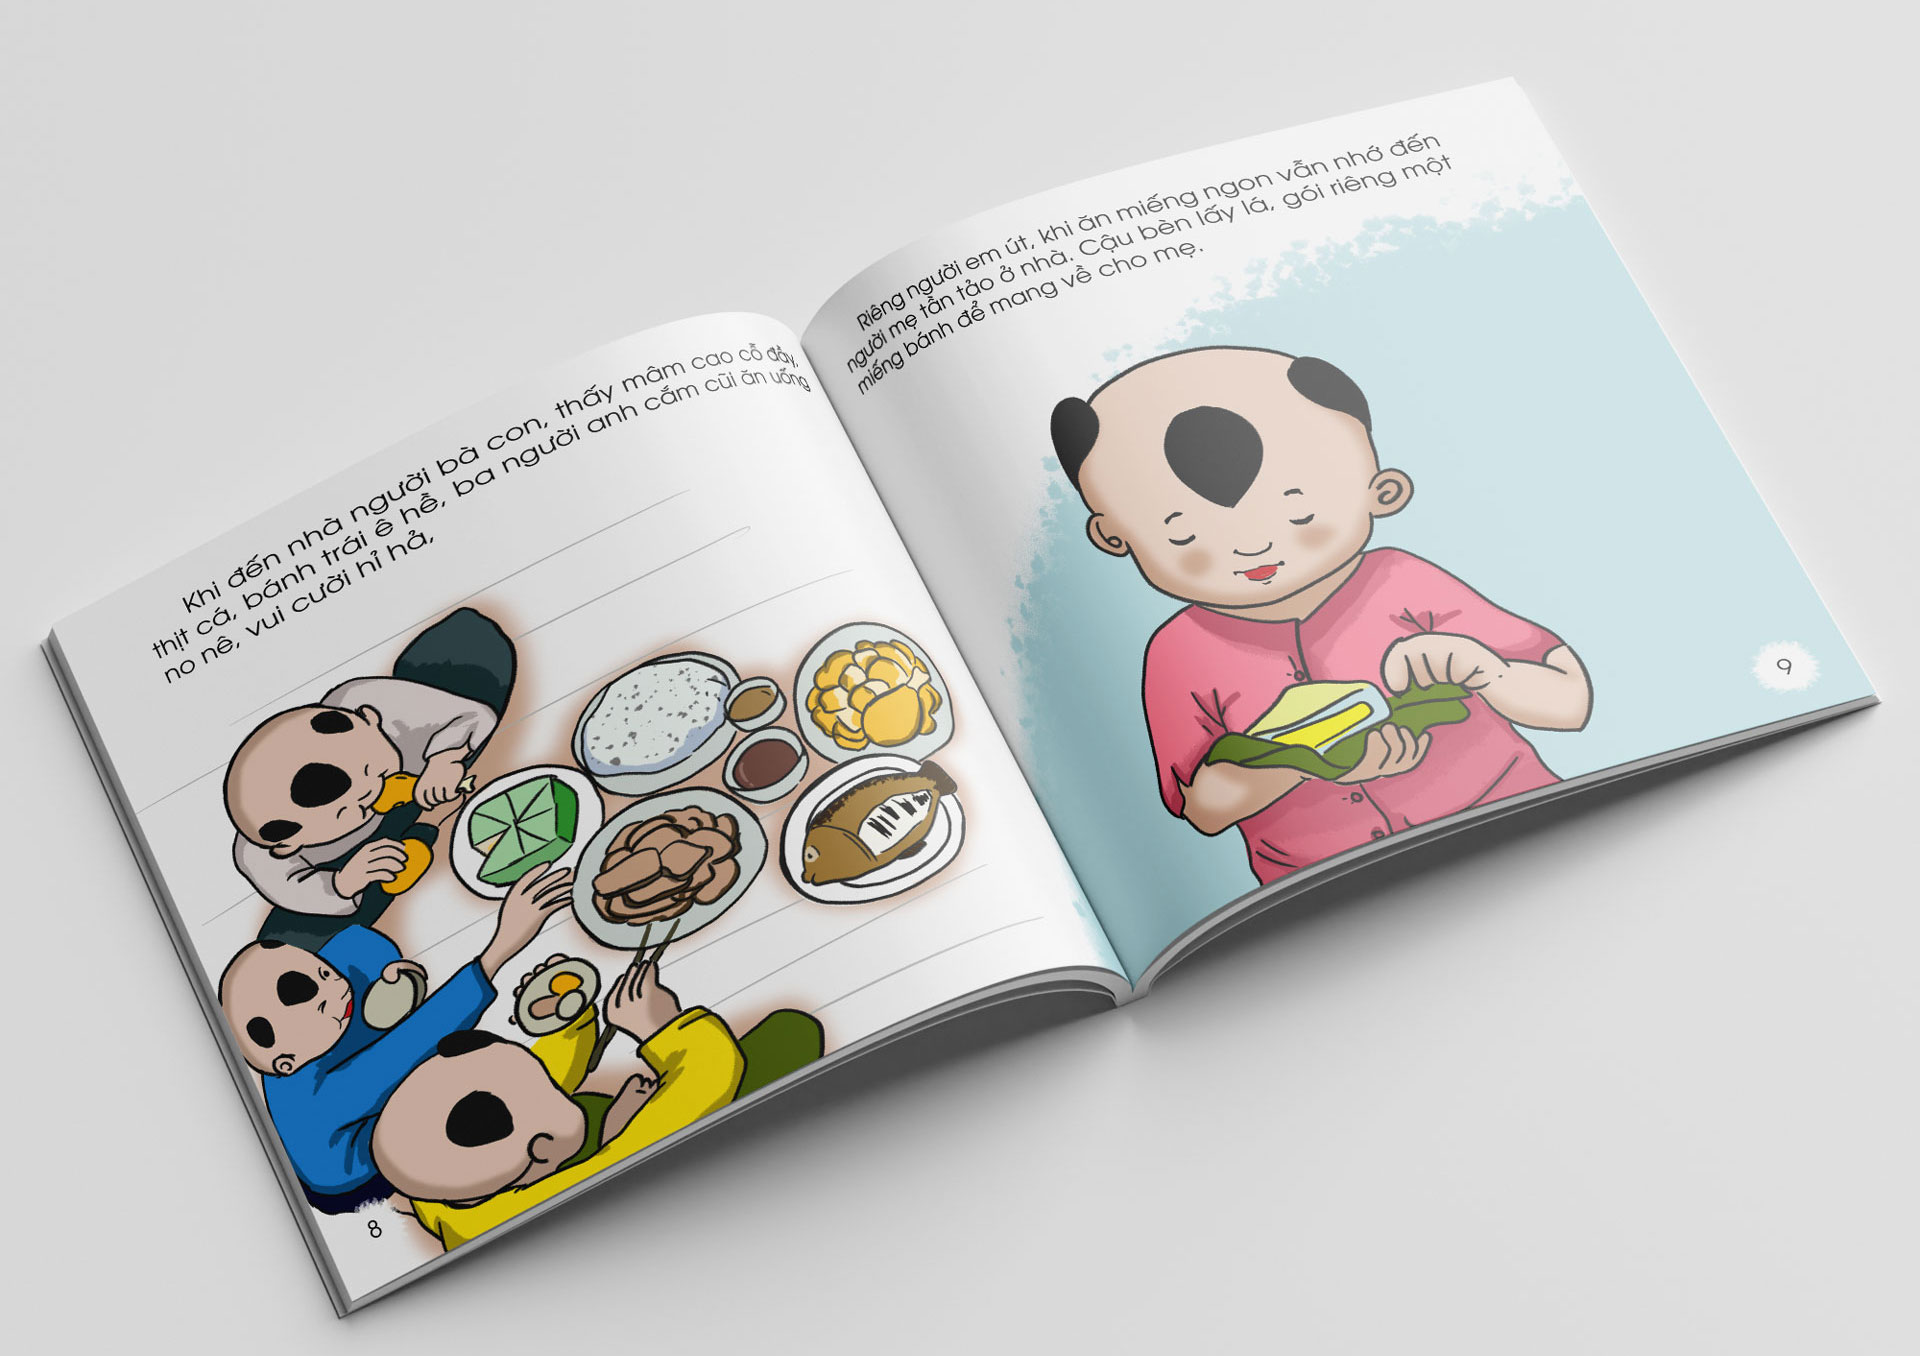 Khi đến nhà người bà con, thấy mâm cao cỗ đầy,
thịt cá, bánh trái ê hề, ba người anh cắm cũi ăn uống
no nê, vui cười hỉ hả,
8
Riêng người em út, khi ăn miếng ngon vẫn nhớ đến
người mẹ tần tảo ở nhà. Cậu bèn lấy lá, gói riêng một
miếng bánh để mang về cho mẹ.
9